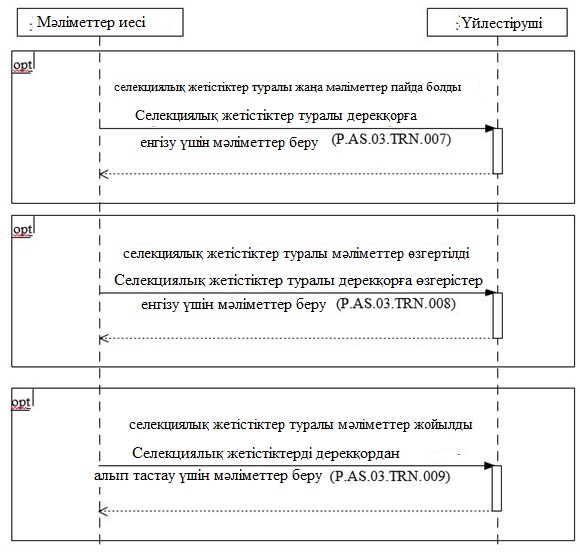 :Мәліметтер иесі
:Үйлестіруші
opt
селекциялық жетістіктер туралы жаңа мәліметтер пайда болды
Селекциялық жетістіктер туралы дерекқорға
енгізу үшін мәліметтер беру (P.AS.03.TRN.007)
opt
селекциялық жетістіктер туралы мәліметтер өзгертілді
Селекциялық жетістіктер туралы дерекқорға өзгерістер
енгізу үшін мәліметтер беру (P.AS.03.TRN.008)
opt
селекциялық жетістіктер туралы мәліметтер жойылды
Селекциялық жетістіктерді дерекқордан
алып тастау үшін мәліметтер беру (P.AS.03.TRN.009)